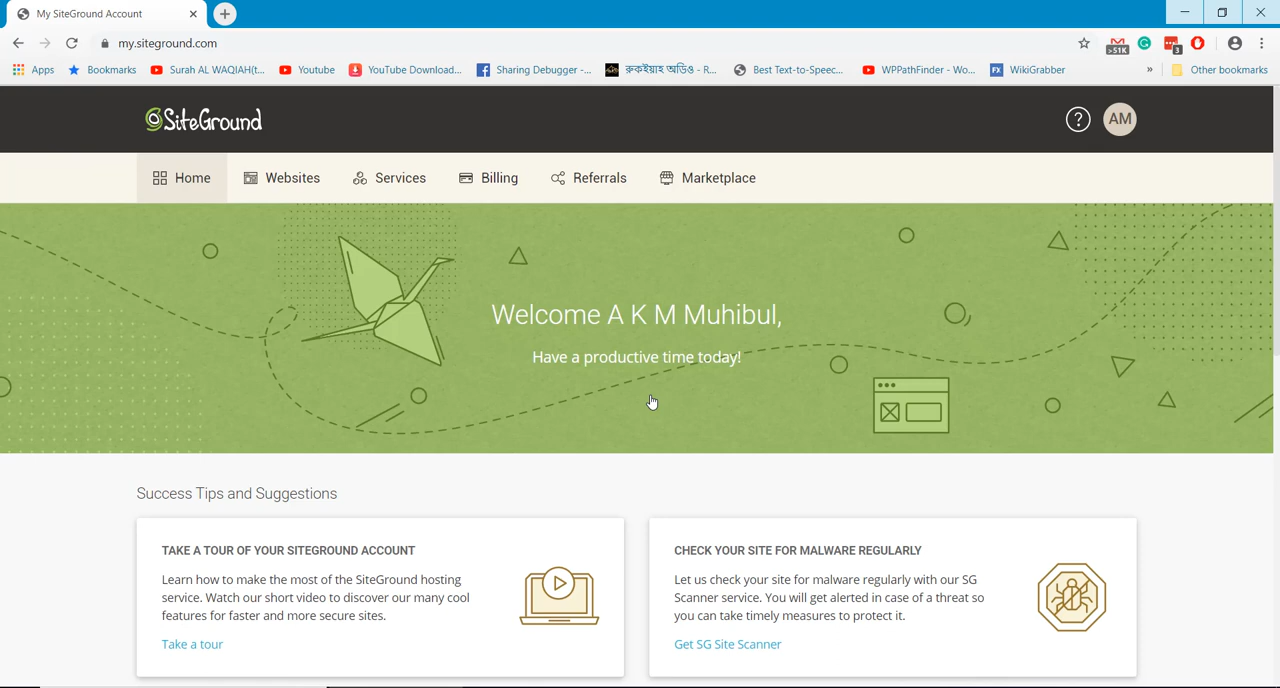 My SiteGround Account
my.siteground.com
>51K
3
Apps
Bookmarks
Surah AL WAQIAH(t...
Youtube
YouTube Download...
Sharing Debugger -...
রুকইয়াহ অডিও - R...
Best Text-to-Speec...
WPPathFinder - Wo...
FX
WikiGrabber
»
Other bookmarks
SiteGround
?
AM
Home
Websites
Services
Billing
Referrals
Marketplace
Welcome A K M Muhibul,
Have a productive time today!
Success Tips and Suggestions
TAKE A TOUR OF YOUR SITEGROUND ACCOUNT
Learn how to make the most of the SiteGround hosting
service. Watch our short video to discover our many cool
features for faster and more secure sites.
Take a tour
CHECK YOUR SITE FOR MALWARE REGULARLY
Let us check your site for malware regularly with our SG
Scanner service. You will get alerted in case of a threat so
you can take timely measures to protect it.
Get SG Site Scanner